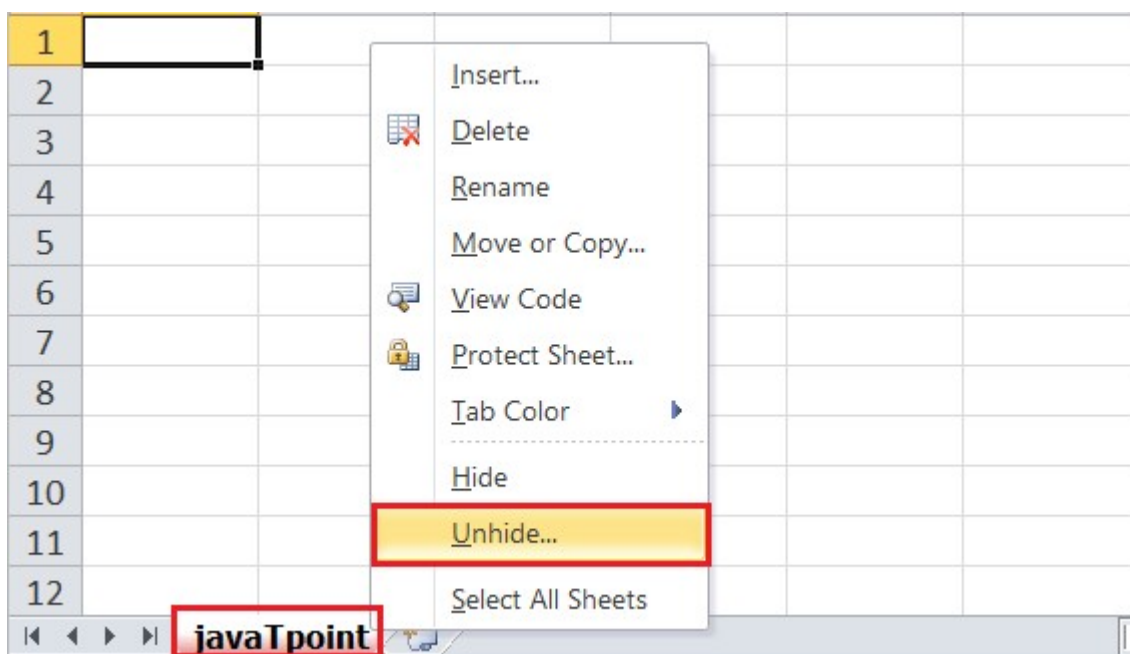 1
Insert...
2
Delete
3
Rename
4
Move or Copy...
5
6
View Code
7
Protect Sheet...
8
Tab Color
9
Hide
10
Unhide...
11
12
Select All Sheets
javaTpoint